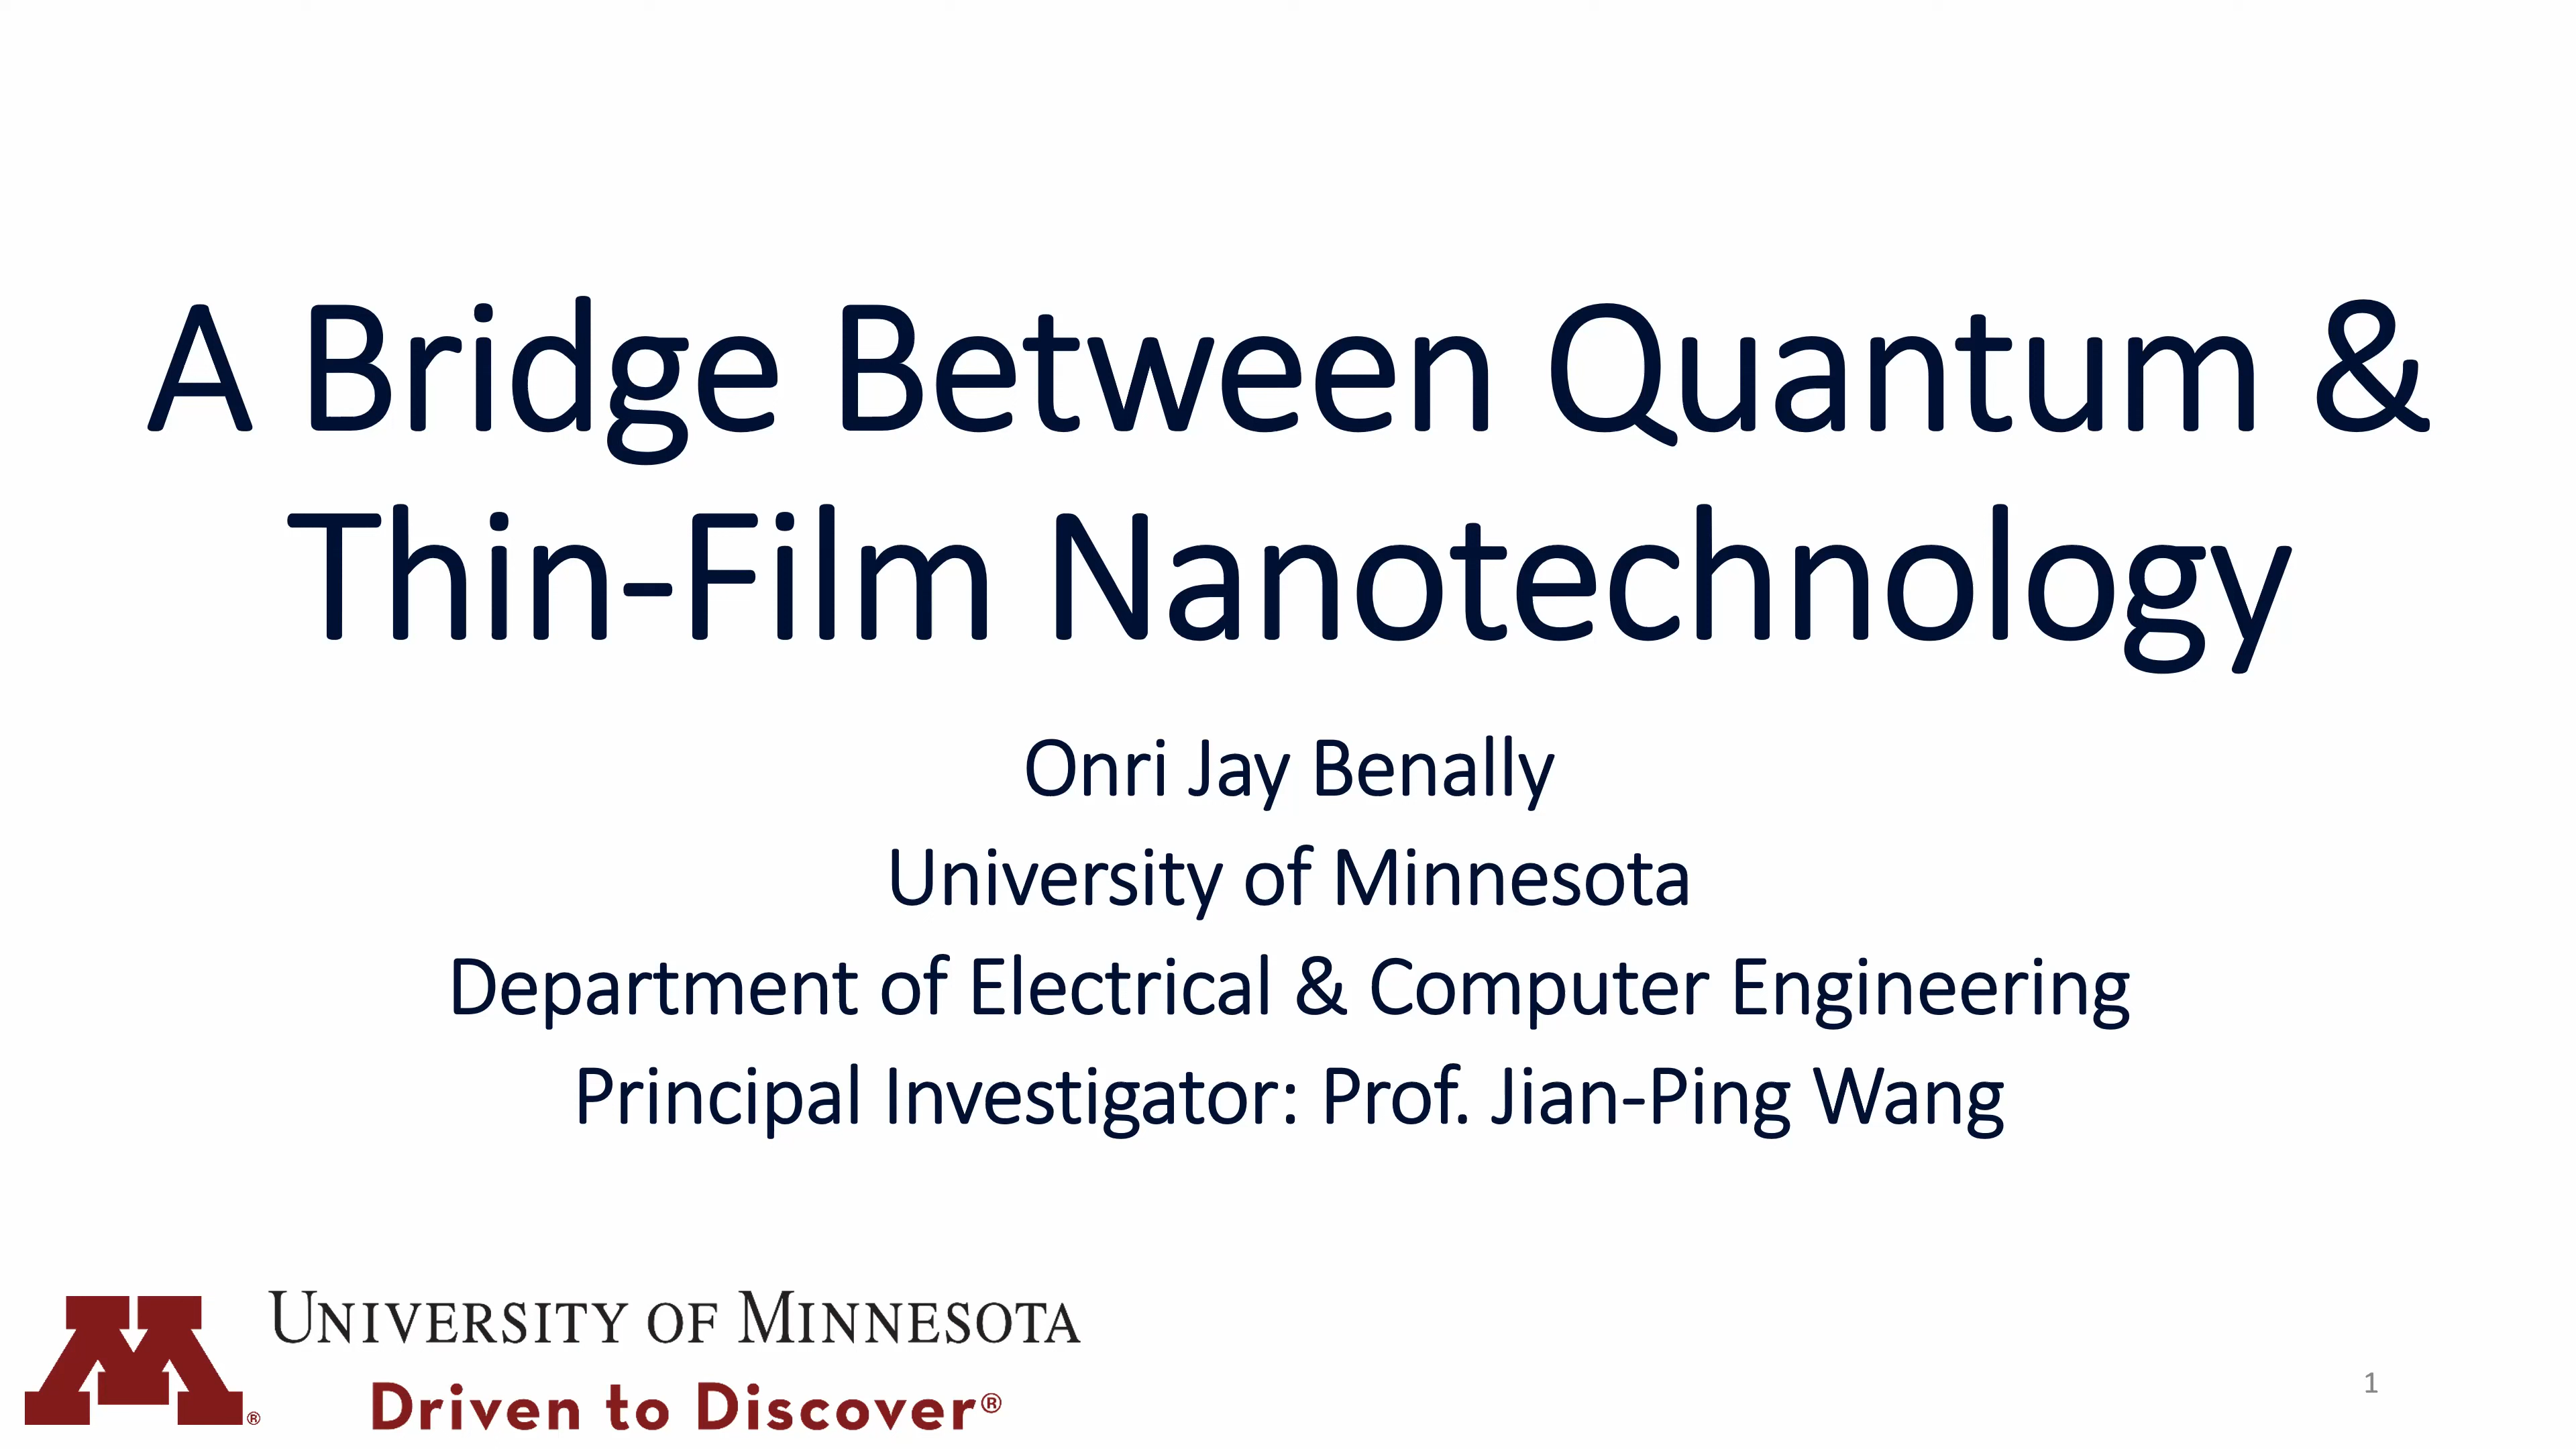 A Bridge Between Quantum &
Thin-Film Nanotechnology
Onri Jay Benally
University of Minnesota
Department of Electrical & Computer Engineering
Principal Investigator: Prof. Jian-Ping Wang
M®
UNIVERSITY OF MINNESOTA
Driven to Discover®
1